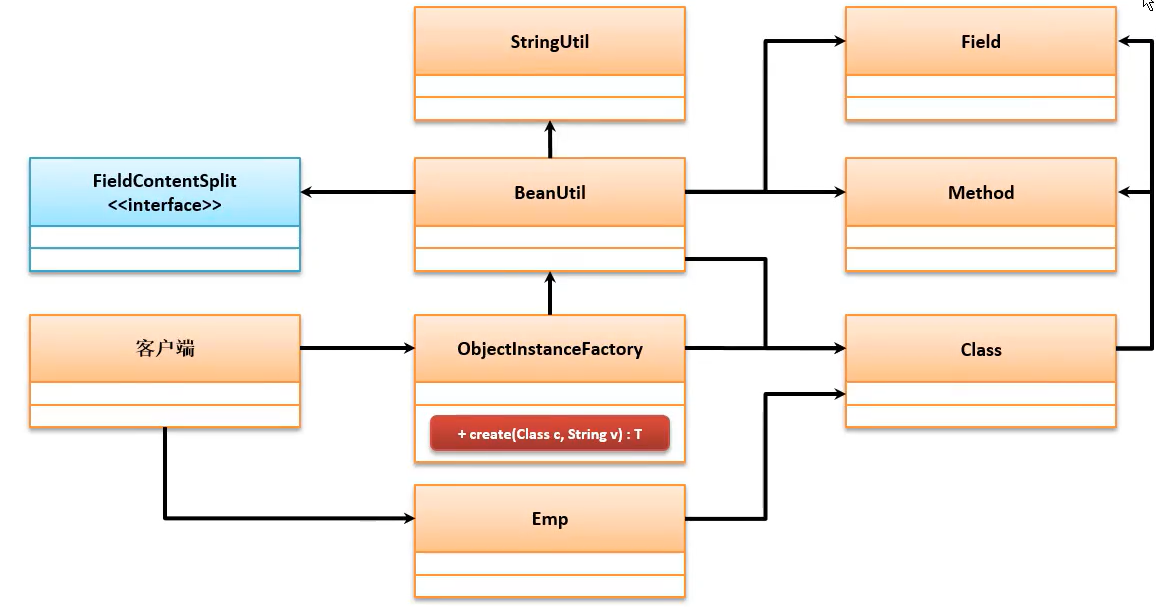 StringUtil
Field
FieldContentSplit
<<interface>>
BeanUtil
Method
客户端
ObjectInstanceFactory
Class
+ create(Class c, String v) : T
Emp